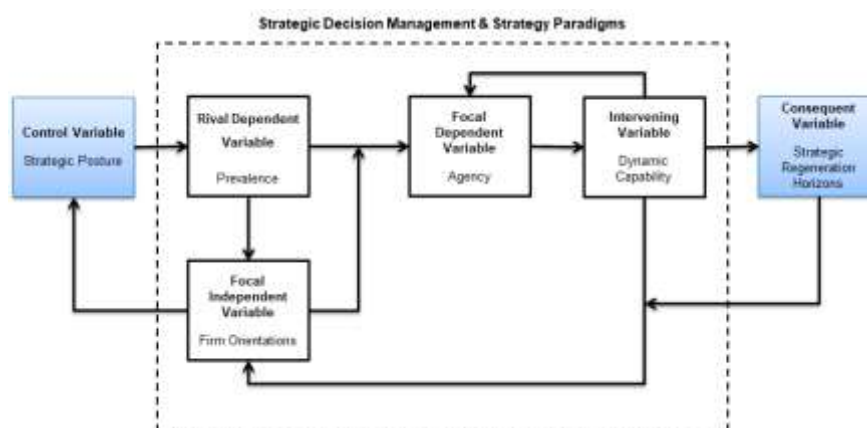 Strategic Decision Management & Strategy Paradigms
Control Variable
Strategic Posture
Rival Dependent
Variable
Prevalence
Focal
Dependent
Variable
Agency
Intervening
Variable
Dynamic
Capability
Consequent
Variable
Strategic
Regeneration
Horizons
Focal
Independent
Variable
Firm Orientations